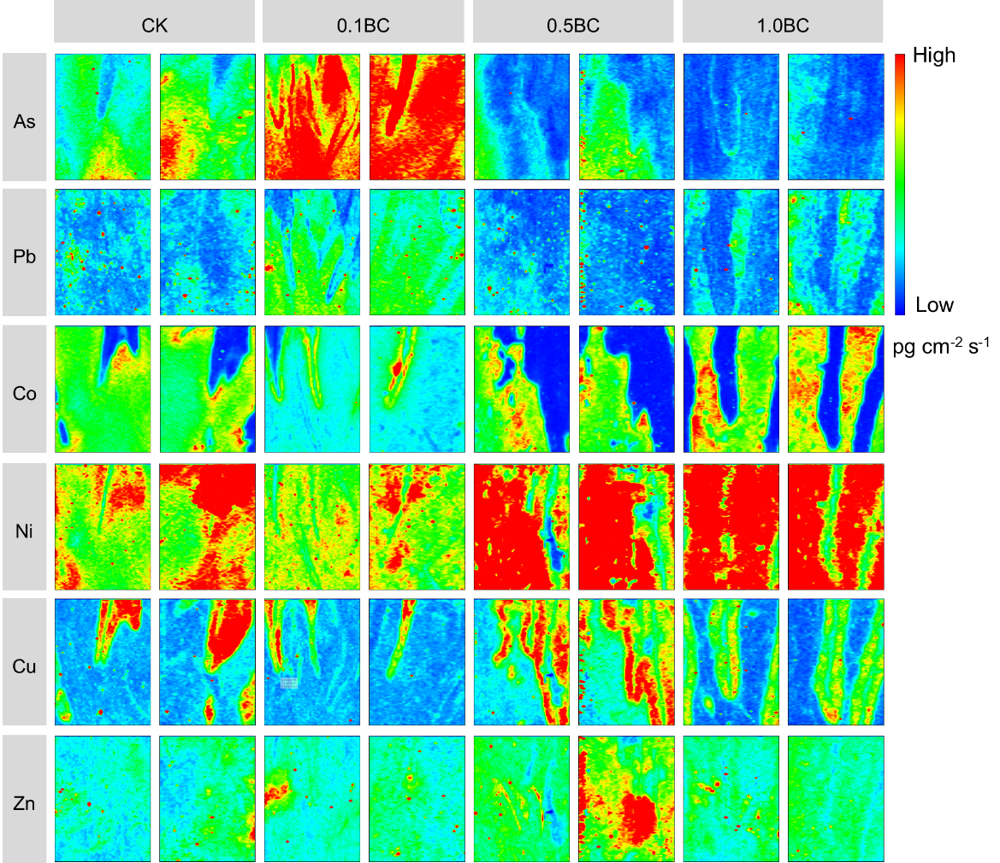 CK 0.1BC 0.5BC 1.0BC
High
As
Pb
Low
pg cm⁻² s⁻¹
Co
Ni
Cu
Zn